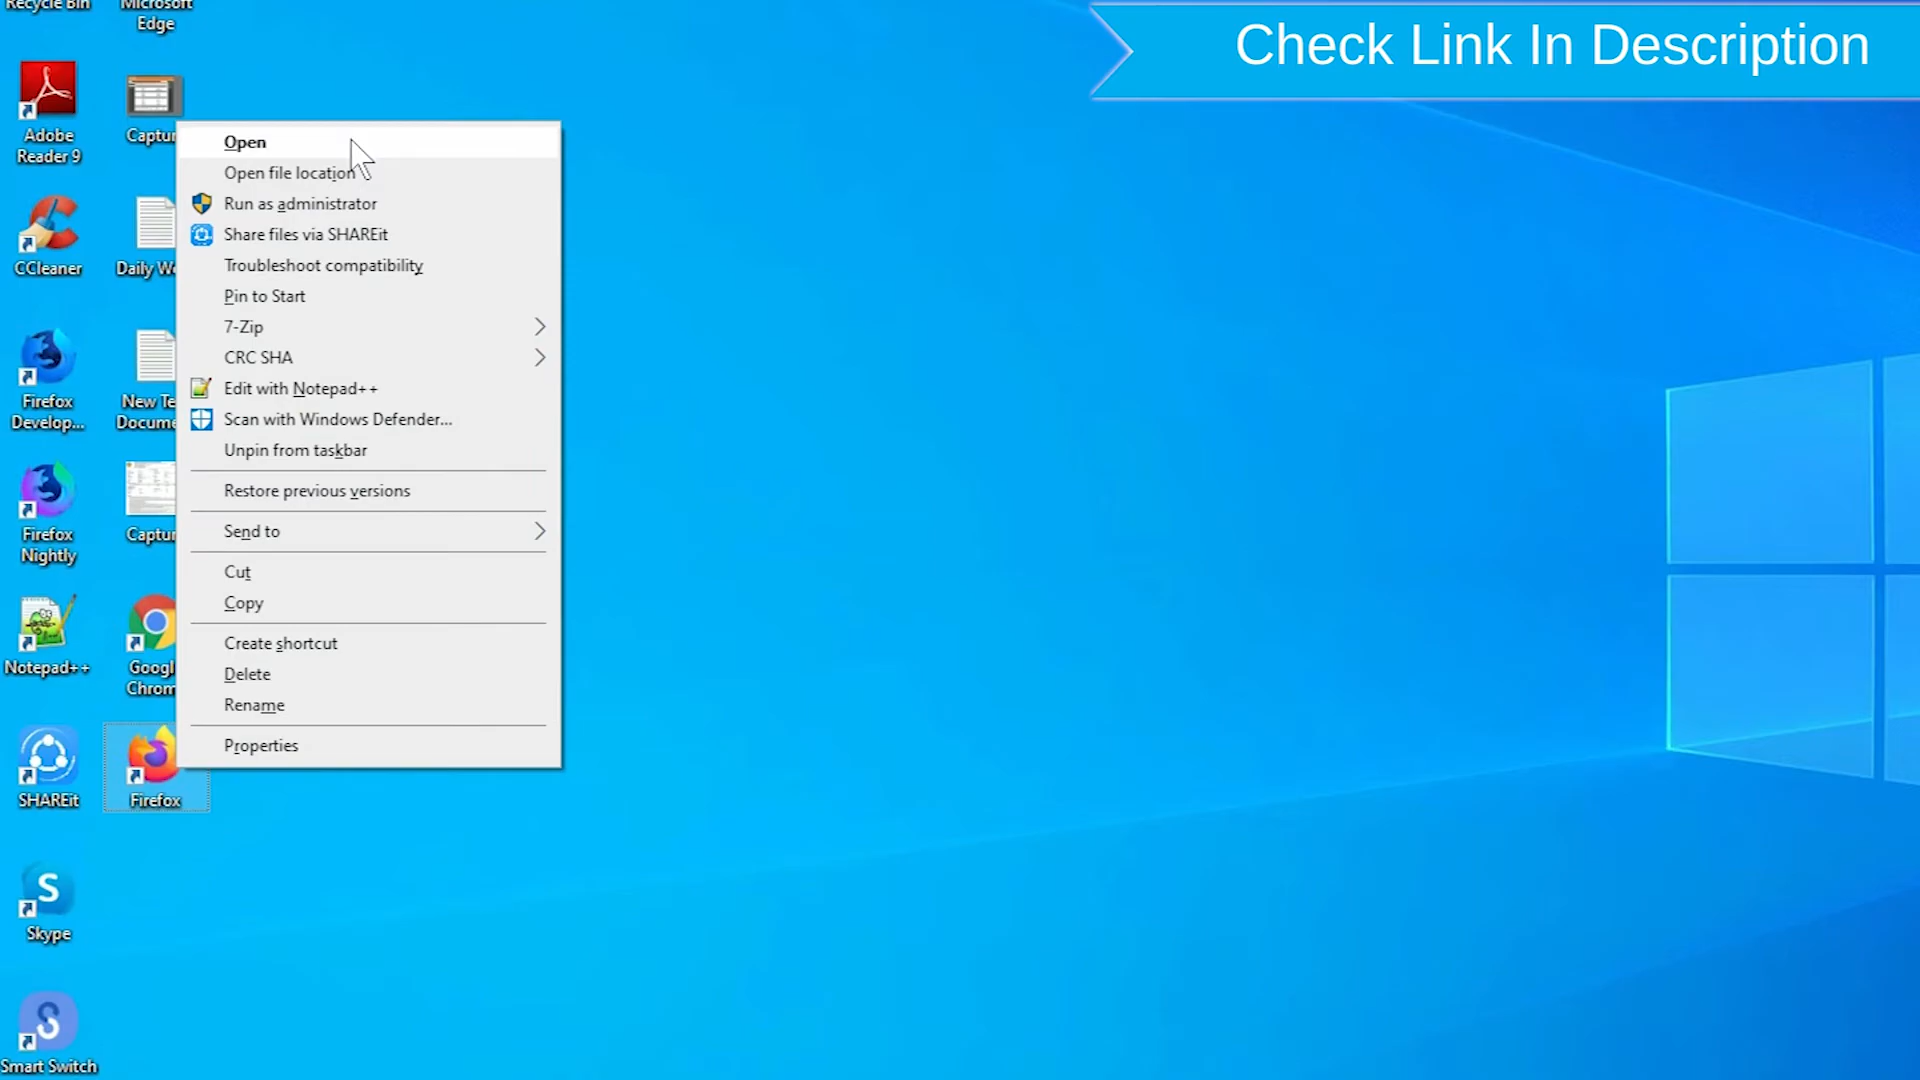 Recycle Bin
Microsoft
Edge
Check Link In Description
Adobe
Reader 9
Captur
CCleaner
Daily Wo
Firefox
Develop...
New Te
Docume
Firefox
Nightly
Captur
Notepad++
Googl
Chrom
SHAREit
Firefox
Skype
Smart Switch
Open
Open file location
Run as administrator
Share files via SHAREit
Troubleshoot compatibility
Pin to Start
7-Zip
CRC SHA
Edit with Notepad++
Scan with Windows Defender...
Unpin from taskbar
Restore previous versions
Send to
Cut
Copy
Create shortcut
Delete
Rename
Properties